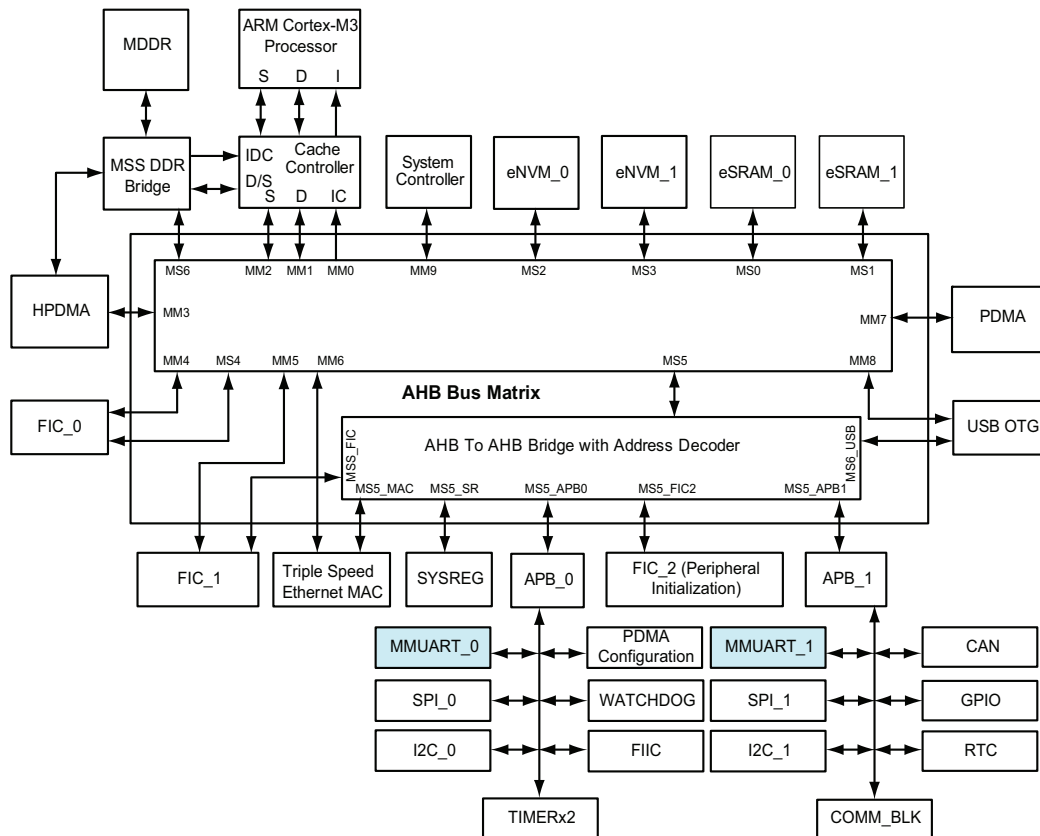 MDDR
ARM Cortex-M3
Processor
S D I
MSS DDR
Bridge
IDC
Cache
Controller
D/S
S D IC
System
Controller
eNVM_0
eNVM_1
eSRAM_0
eSRAM_1
MS6 MM2 MM1 MM0 MM9 MS2 MS3 MS0 MS1
HPDMA
MM3
MM7
PDMA
MM4 MS4 MM5 MM6 MS5 MM8
AHB Bus Matrix
FIC_0
USB OTG
MSS_FIC
AHB To AHB Bridge with Address Decoder
MS6_USB
MS5_MAC MS5_SR MS5_APB0 MS5_FIC2 MS5_APB1
FIC_1
Triple Speed
Ethernet MAC
SYSREG
APB_0
FIC_2 (Peripheral
Initialization)
APB_1
MMUART_0
PDMA
Configuration
MMUART_1
CAN
SPI_0
WATCHDOG
SPI_1
GPIO
I2C_0
FIIC
I2C_1
RTC
TIMERx2
COMM_BLK